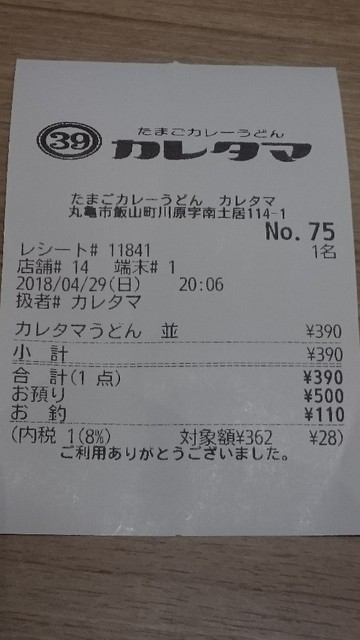 39
たまごカレーうどん
カレタマ
たまごカレーうどん カレタマ
丸亀市飯山町川原字南土居114-1
No. 75
レシート# 11841 1名
店舗# 14 端末# 1
2018/04/29(日) 20:06
扱者# カレタマ
カレタマうどん 並 ¥390
小 計 ¥390
合 計(1 点) ¥390
お預り ¥500
お 釣 ¥110
(内税 1(8%) 対象額¥362 ¥28)
ご利用ありがとうございました。